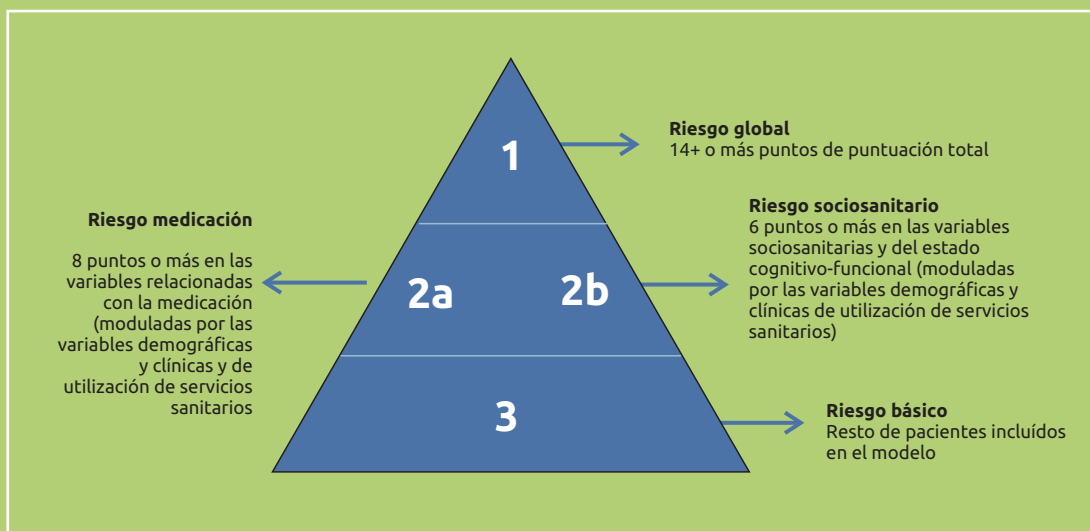 1
Riesgo global
14+ o más puntos de puntuación total
Riesgo medicación
8 puntos o más en las
variables relacionadas
con la medicación
(moduladas por las
variables demográficas
y clínicas y de
utilización de servicios
sanitarios
2a
2b
Riesgo sociosanitario
6 puntos o más en las variables
sociosanitarias y del estado
cognitivo-funcional (moduladas
por las variables demográficas y
clínicas de utilización de servicios
sanitarios)
3
Riesgo básico
Resto de pacientes incluídos
en el modelo